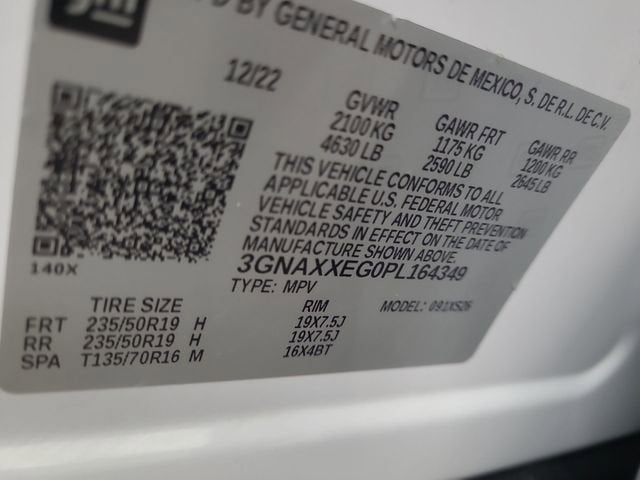 gm
BY GENERAL MOTORS DE MEXICO, S. DE R.L. DE C.V.
12/22
GVWR GAWR FRT GAWR RR
2100 KG 1175 KG 1200 KG
4630 LB 2590 LB 2645 LB
THIS VEHICLE CONFORMS TO ALL
APPLICABLE U.S. FEDERAL MOTOR
VEHICLE SAFETY AND THEFT PREVENTION
STANDARDS IN EFFECT ON THE DATE OF
MANUFACTURE SHOWN ABOVE.
140X 3GNAXXEG0PL164349
TYPE: MPV MODEL: 091XS26
TIRE SIZE RIM
FRT 235/50R19 H 19X7.5J
RR 235/50R19 H 19X7.5J
SPA T135/70R16 M 16X4BT